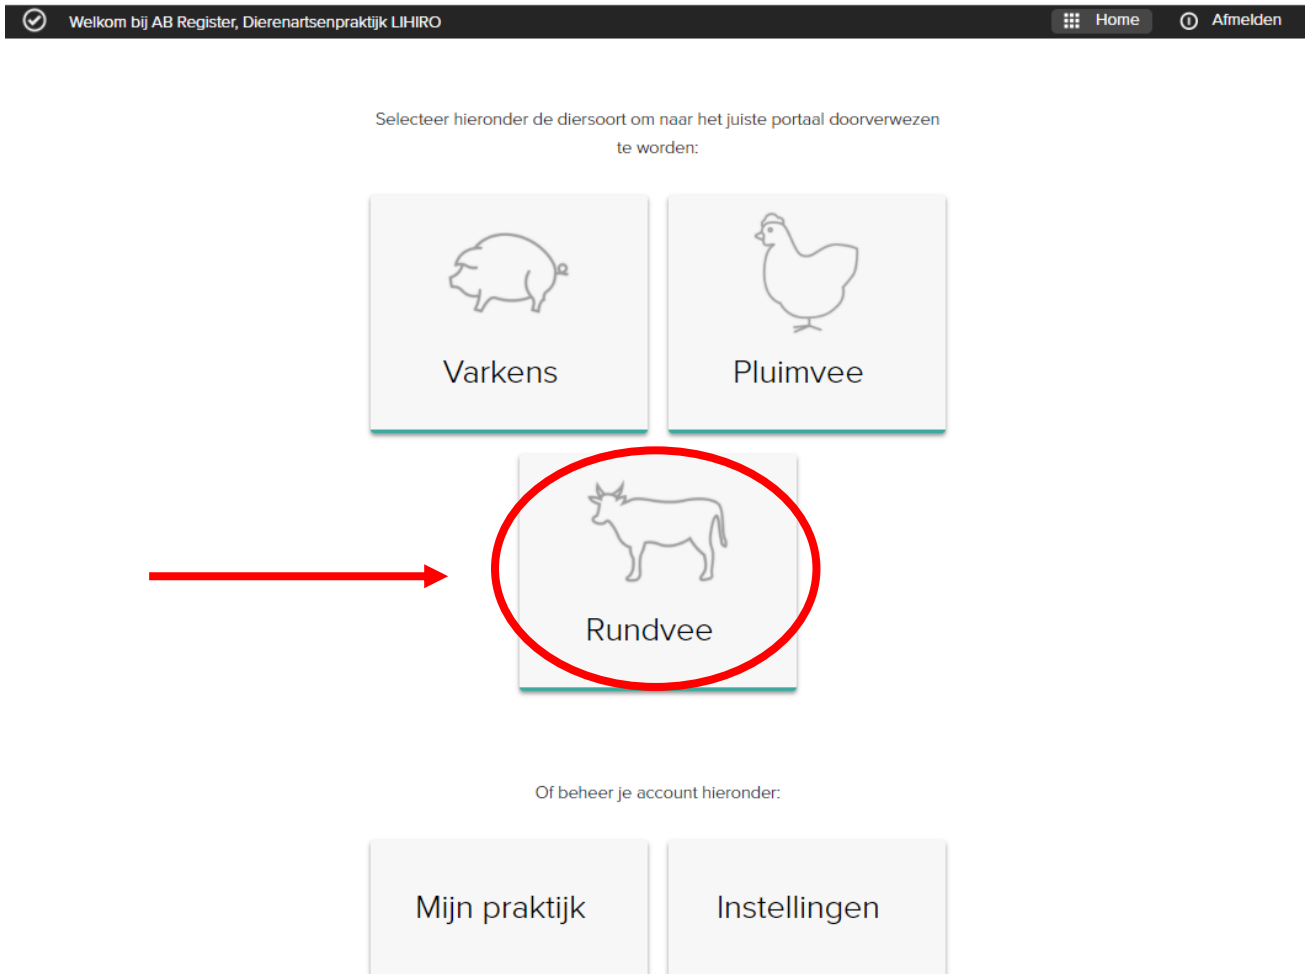 Welkom bij AB Register, Dierenartsenpraktijk LIHIRO
Home
Afmelden
Selecteer hieronder de diersoort om naar het juiste portaal doorverwezen
te worden:
Varkens
Pluimvee
Rundvee
Of beheer je account hieronder:
Mijn praktijk
Instellingen